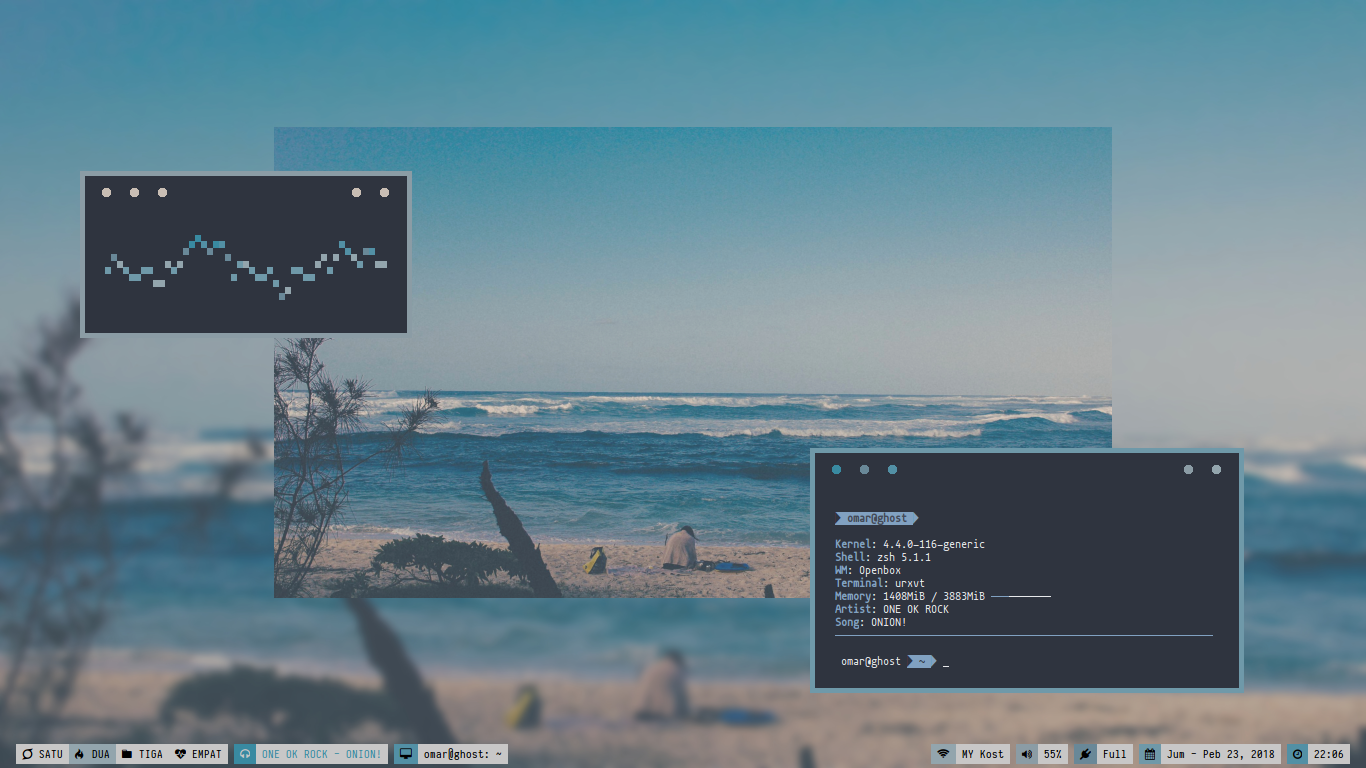 omar@ghost
Kernel: 4.4.0-116-generic
Shell: zsh 5.1.1
WM: Openbox
Terminal: urxvt
Memory: 1408MiB / 3883MiB
Artist: ONE OK ROCK
Song: ONION!
omar@ghost ~ _
SATU DUA TIGA EMPAT ONE OK ROCK - ONION! omar@ghost: ~ MY Kost 55% Full Jum - Peb 23, 2018 22:06